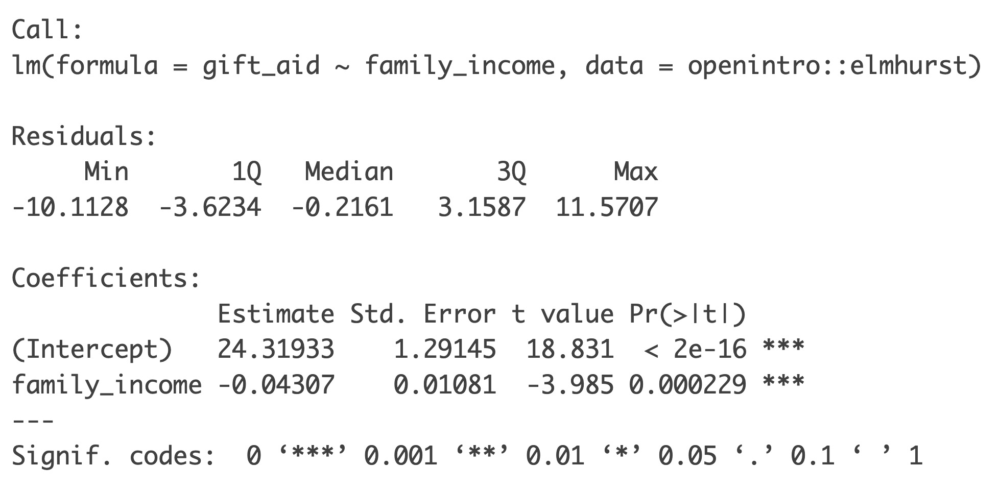 Call:
lm(formula = gift_aid ~ family_income, data = openintro::elmhurst)
Residuals:
     Min       1Q   Median       3Q      Max
-10.1128  -3.6234  -0.2161   3.1587  11.5707
Coefficients:
              Estimate Std. Error t value Pr(>|t|)
(Intercept)   24.31933    1.29145  18.831  < 2e-16 ***
family_income -0.04307    0.01081  -3.985 0.000229 ***
---
Signif. codes:  0 ‘***’ 0.001 ‘**’ 0.01 ‘*’ 0.05 ‘.’ 0.1 ‘ ’ 1